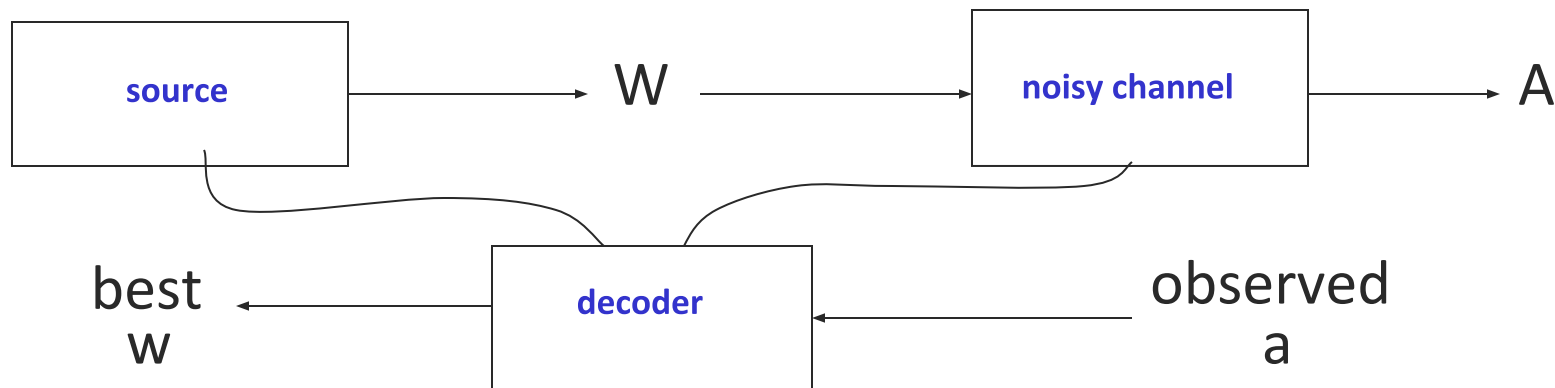 source
W
noisy channel
A
best
w
decoder
observed
a